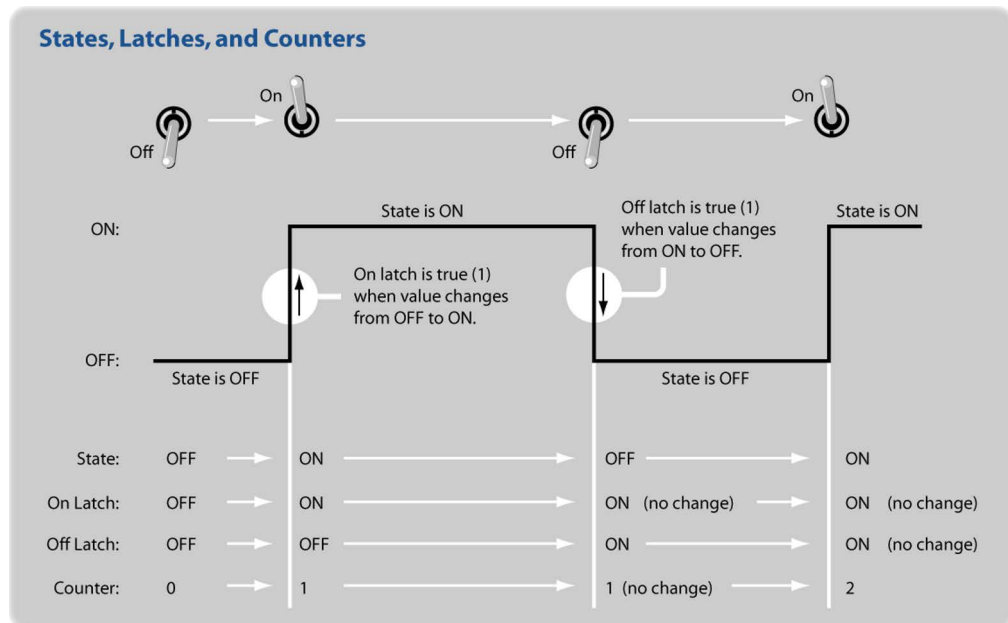 States, Latches, and Counters
On
On
Off
Off
State is ON
Off latch is true (1)
when value changes
from ON to OFF.
State is ON
ON:
On latch is true (1)
when value changes
from OFF to ON.
OFF:
State is OFF
State is OFF
State: OFF ON OFF ON
On Latch: OFF ON ON (no change) ON (no change)
Off Latch: OFF OFF ON ON (no change)
Counter: 0 1 1 (no change) 2